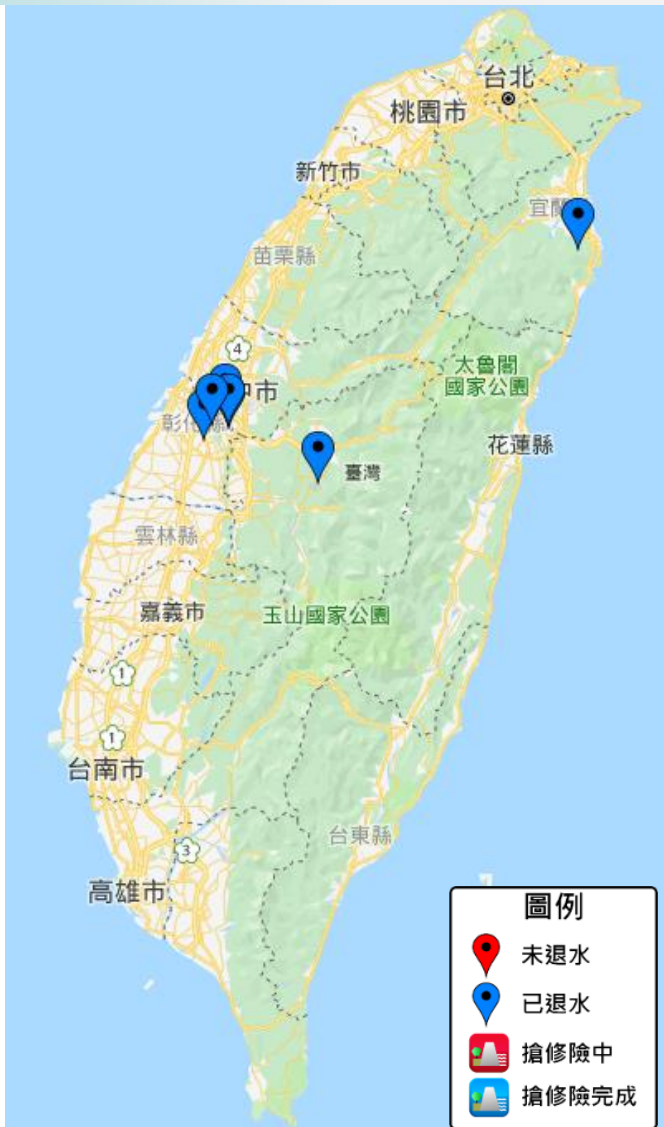 台北
桃園市
新竹市
宜蘭
苗栗縣
4
太魯閣
國家公園
中市
彰化縣
花蓮縣
臺灣
雲林縣
嘉義市
玉山國家公園
1
1
台南市
台東縣
3
高雄市
圖例
未退水
已退水
搶修險中
搶修險完成